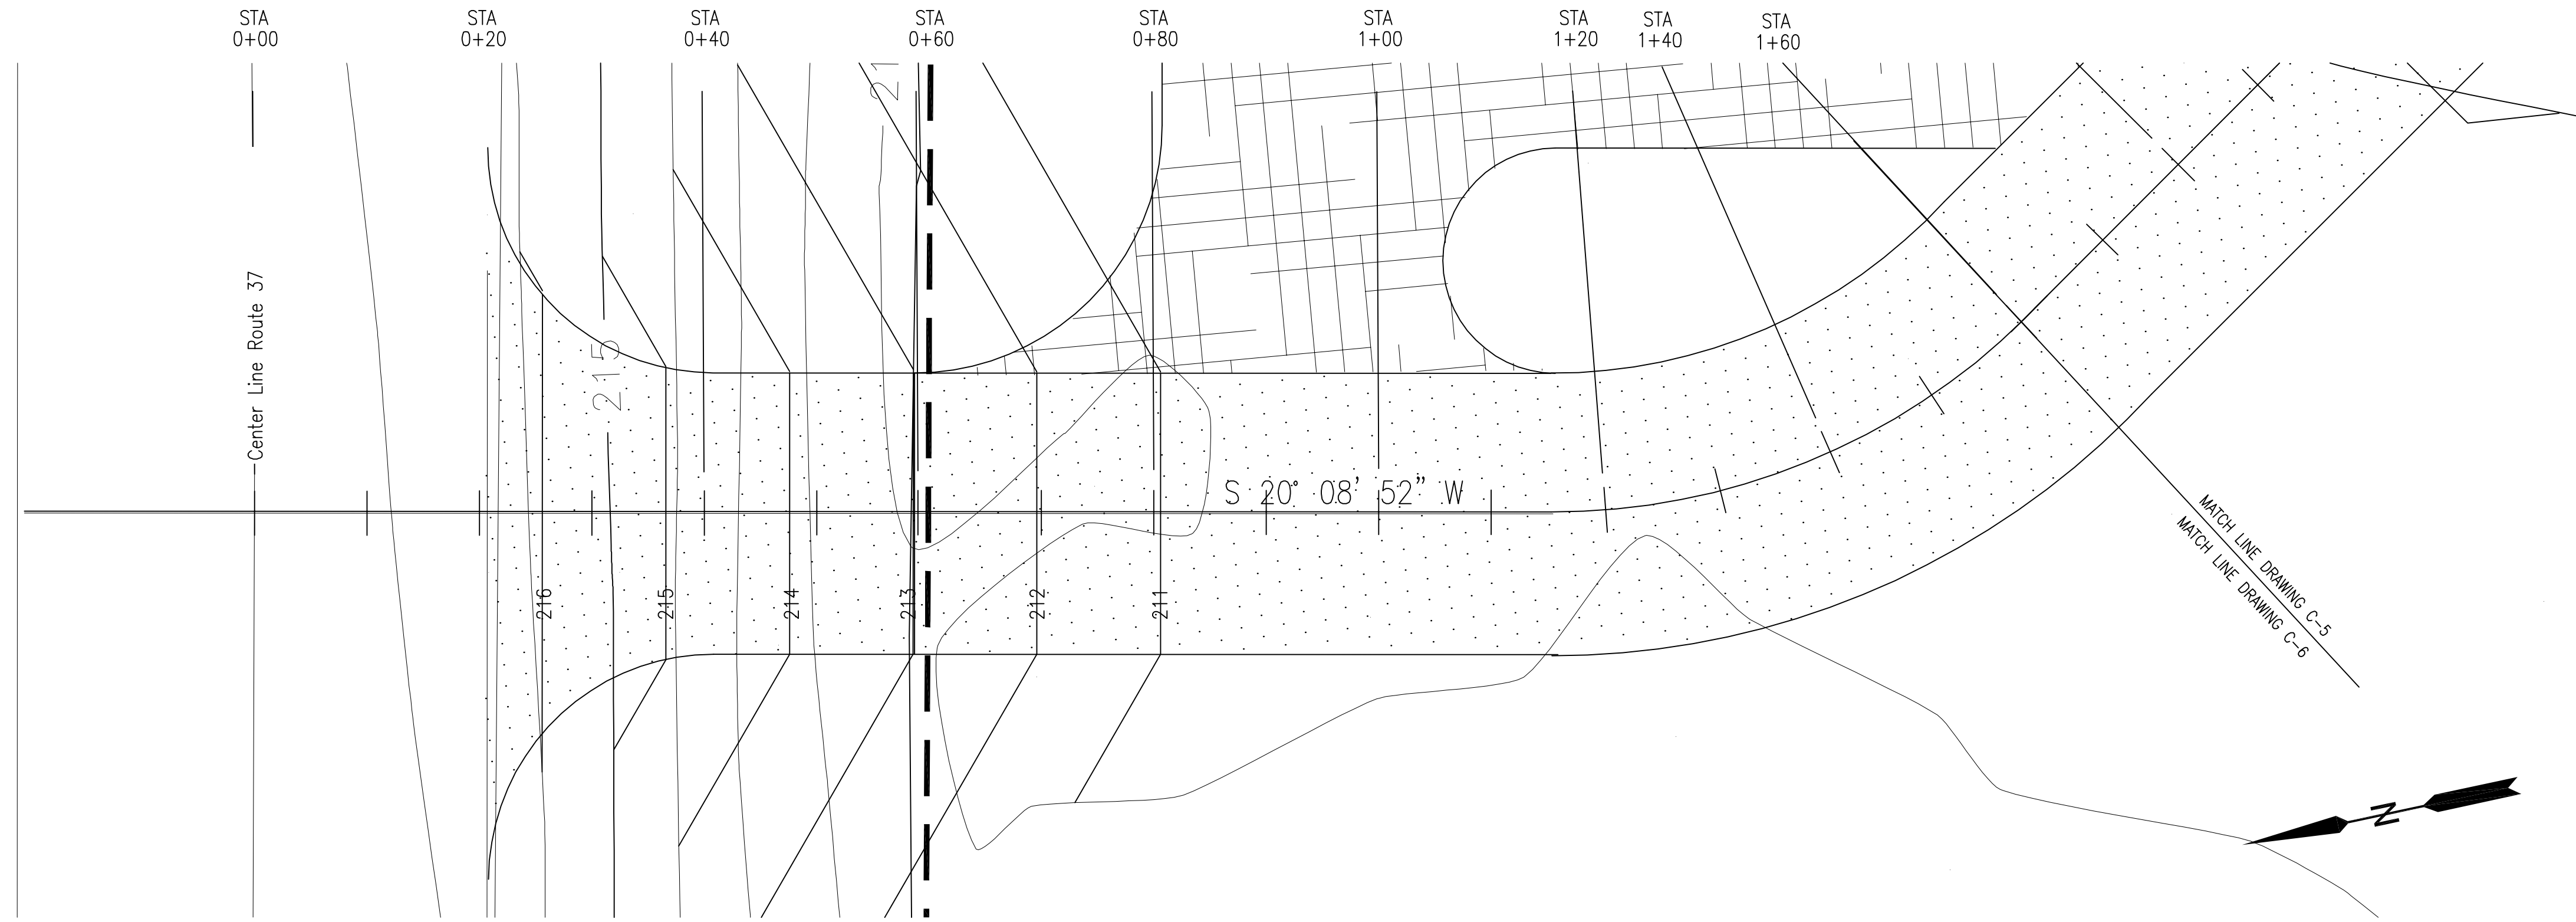 STA
0+00
STA
0+20
STA
0+40
STA
0+60
STA
0+80
STA
1+00
STA
1+20
STA
1+40
STA
1+60
21
Center Line Route 37
215
S 20° 08' 52" W
216
215
214
213
212
211
MATCH LINE DRAWING C-5
MATCH LINE DRAWING C-6
N